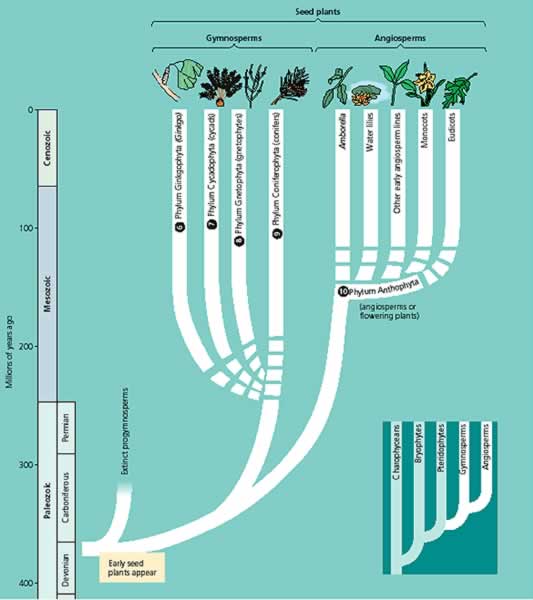 Seed plants
Gymnosperms
Angiosperms
0
100
200
300
400
Millions of years ago
Cenozoic
Mesozoic
Paleozok
Permian
Carboniferous
Devonian
6 Phylum Ginkgophyta (Ginkgo)
7 Phylum Cycadophyta (cycads)
8 Phylum Gnetophyta (gnetophytes)
9 Phylum Coniferophyta (conifers)
Amborella
Water lilies
Other early angiosperm lines
Monocots
Eudicots
10 Phylum Anthophyta
(angiosperms or
flowering plants)
Extinct progymnosperms
Early seed
plants appear
Charophyceans
Bryophytes
Pteridophytes
Gymnosperms
Angiosperms